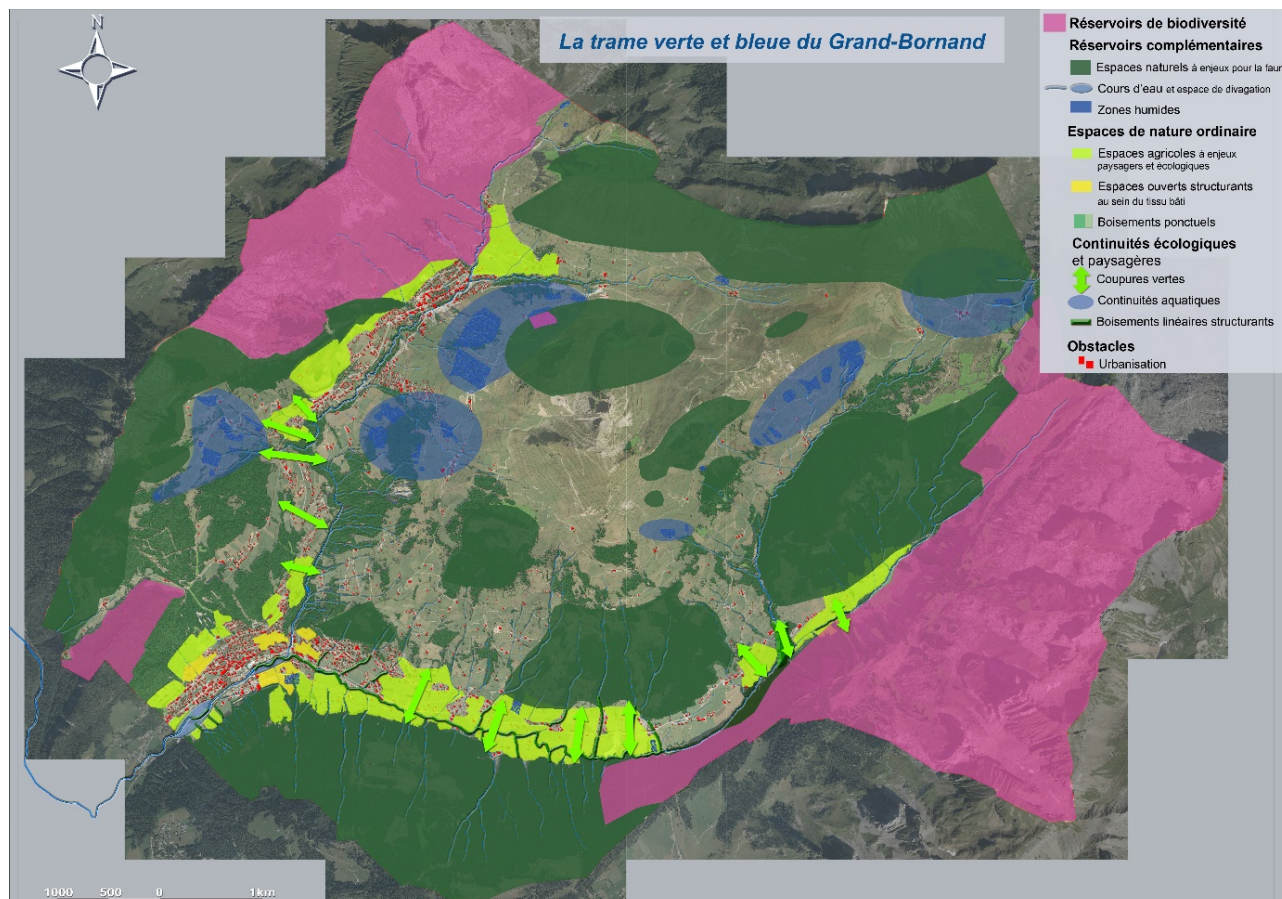 N
La trame verte et bleue du Grand-Bornand
Réservoirs de biodiversité
Réservoirs complémentaires
Espaces naturels à enjeux pour la faun
Cours d'eau et espace de divagation
Zones humides
Espaces de nature ordinaire
Espaces agricoles à enjeux
paysagers et écologiques
Espaces ouverts structurants
au sein du tissu bâti
Boisements ponctuels
Continuités écologiques
et paysagères
Coupures vertes
Continuités aquatiques
Boisements linéaires structurants
Obstacles
Urbanisation
1000 500 0 1km